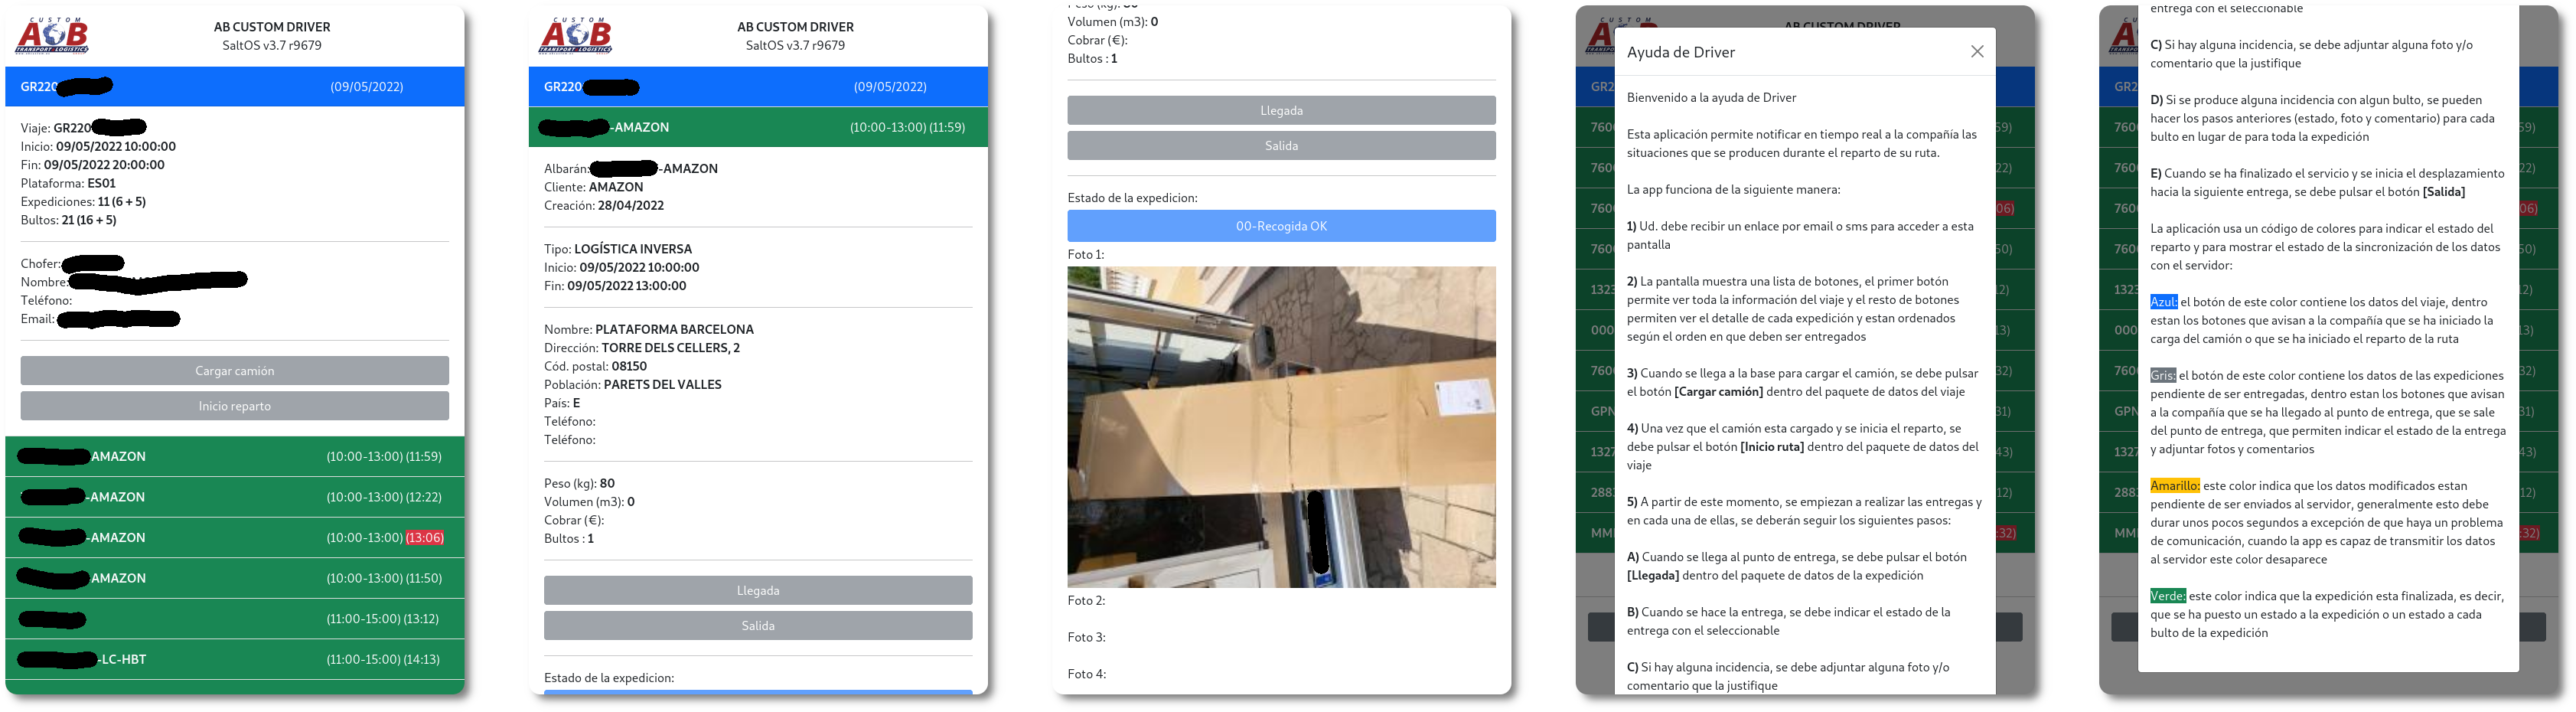 CUSTOM
AB
TRANSPORT & LOGISTICS
AB CUSTOM DRIVER
SaltOS v3.7 r9679
GR220 (09/05/2022)
Viaje: GR220
Inicio: 09/05/2022 10:00:00
Fin: 09/05/2022 20:00:00
Plataforma: ES01
Expediciones: 11 (6 + 5)
Bultos: 21 (16 + 5)
Chofer:
Nombre:
Teléfono:
Email:
Cargar camión
Inicio reparto
AMAZON (10:00-13:00) (11:59)
-AMAZON (10:00-13:00) (12:22)
-AMAZON (10:00-13:00) (13:06)
AMAZON (10:00-13:00) (11:50)
(11:00-15:00) (13:12)
-LC-HBT (11:00-15:00) (14:13)
CUSTOM
AB
TRANSPORT & LOGISTICS
AB CUSTOM DRIVER
SaltOS v3.7 r9679
GR220 (09/05/2022)
-AMAZON (10:00-13:00) (11:59)
Albarán: -AMAZON
Cliente: AMAZON
Creación: 28/04/2022
Tipo: LOGÍSTICA INVERSA
Inicio: 09/05/2022 10:00:00
Fin: 09/05/2022 13:00:00
Nombre: PLATAFORMA BARCELONA
Dirección: TORRE DELS CELLERS, 2
Cód. postal: 08150
Población: PARETS DEL VALLES
País: E
Teléfono:
Teléfono:
Peso (kg): 80
Volumen (m3): 0
Cobrar (€):
Bultos : 1
Llegada
Salida
Estado de la expedicion:
Peso (kg): 80
Volumen (m3): 0
Cobrar (€):
Bultos : 1
Llegada
Salida
Estado de la expedicion:
00-Recogida OK
Foto 1:
Foto 2:
Foto 3:
Foto 4:
AB CUSTOM DRIVER
Ayuda de Driver
Bienvenido a la ayuda de Driver
Esta aplicación permite notificar en tiempo real a la compañía las
situaciones que se producen durante el reparto de su ruta.
La app funciona de la siguiente manera:
1) Ud. debe recibir un enlace por email o sms para acceder a esta
pantalla
2) La pantalla muestra una lista de botones, el primer botón
permite ver toda la información del viaje y el resto de botones
permiten ver el detalle de cada expedición y estan ordenados
según el orden en que deben ser entregados
3) Cuando se llega a la base para cargar el camión, se debe pulsar
el botón [Cargar camión] dentro del paquete de datos del viaje
4) Una vez que el camión esta cargado y se inicia el reparto, se
debe pulsar el botón [Inicio ruta] dentro del paquete de datos del
viaje
5) A partir de este momento, se empiezan a realizar las entregas y
en cada una de ellas, se deberán seguir los siguientes pasos:
A) Cuando se llega al punto de entrega, se debe pulsar el botón
[Llegada] dentro del paquete de datos de la expedición
B) Cuando se hace la entrega, se debe indicar el estado de la
entrega con el seleccionable
C) Si hay alguna incidencia, se debe adjuntar alguna foto y/o
comentario que la justifique
entrega con el seleccionable
C) Si hay alguna incidencia, se debe adjuntar alguna foto y/o
comentario que la justifique
D) Si se produce alguna incidencia con algun bulto, se pueden
hacer los pasos anteriores (estado, foto y comentario) para cada
bulto en lugar de para toda la expedición
E) Cuando se ha finalizado el servicio y se inicia el desplazamiento
hacia la siguiente entrega, se debe pulsar el botón [Salida]
La aplicación usa un código de colores para indicar el estado del
reparto y para mostrar el estado de la sincronización de los datos
con el servidor:
Azul: el botón de este color contiene los datos del viaje, dentro
estan los botones que avisan a la compañía que se ha iniciado la
carga del camión o que se ha iniciado el reparto de la ruta
Gris: el botón de este color contiene los datos de las expediciones
pendiente de ser entregadas, dentro estan los botones que avisan
a la compañía que se ha llegado al punto de entrega, que se sale
del punto de entrega, que permiten indicar el estado de la entrega
y adjuntar fotos y comentarios
Amarillo: este color indica que los datos modificados estan
pendiente de ser enviados al servidor, generalmente esto debe
durar unos pocos segundos a excepción de que haya un problema
de comunicación, cuando la app es capaz de transmitir los datos
al servidor este color desaparece
Verde: este color indica que la expedición esta finalizada, es decir,
que se ha puesto un estado a la expedición o un estado a cada
bulto de la expedición